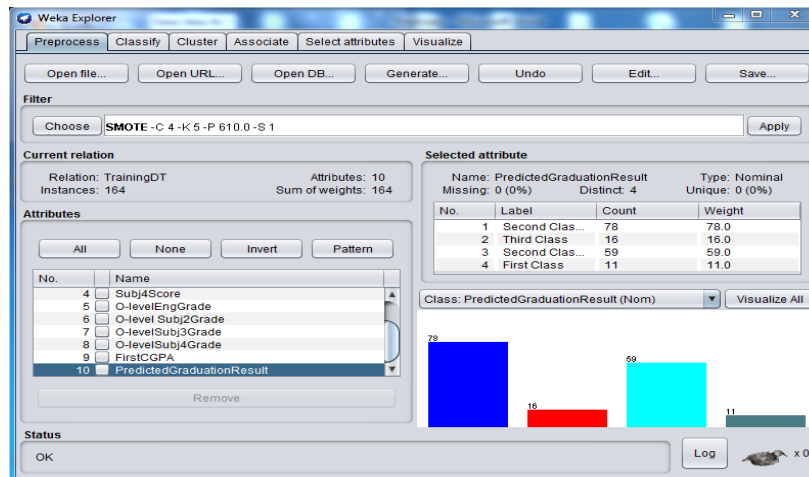 Weka Explorer
Preprocess Classify Cluster Associate Select attributes Visualize
Open file... Open URL... Open DB... Generate... Undo Edit... Save...
Filter
Choose SMOTE -C 4 -K 5 -P 610.0 -S 1 Apply
Current relation
Relation: TrainingDT Attributes: 10
Instances: 164 Sum of weights: 164
Selected attribute
Name: PredictedGraduationResult Type: Nominal
Missing: 0 (0%) Distinct: 4 Unique: 0 (0%)
No. Label Count Weight
1 Second Clas... 78 78.0
2 Third Class 16 16.0
3 Second Clas... 59 59.0
4 First Class 11 11.0
Attributes
All None Invert Pattern
No. Name
4 Subj4Score
5 O-levelEngGrade
6 O-level Subj2Grade
7 O-levelSubj3Grade
8 O-levelSubj4Grade
9 FirstCGPA
10 PredictedGraduationResult
Remove
Class: PredictedGraduationResult (Nom) Visualize All
78
16
59
11
Status
OK
Log x 0